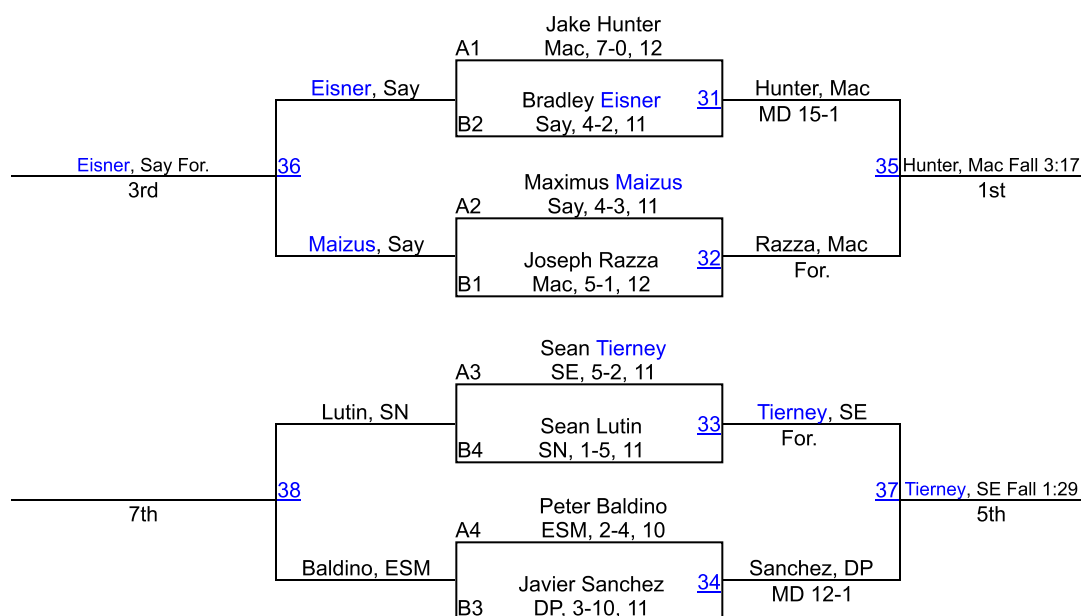 Jake Hunter
A1 Mac, 7-0, 12
Eisner, Say
Bradley Eisner
31
Hunter, Mac
B2 Say, 4-2, 11
MD 15-1
Eisner, Say For.
36
35
Hunter, Mac Fall 3:17
3rd
1st
Maximus Maizus
A2 Say, 4-3, 11
Maizus, Say
Joseph Razza
32
Razza, Mac
B1 Mac, 5-1, 12
For.
Sean Tierney
A3 SE, 5-2, 11
Lutin, SN
Sean Lutin
33
Tierney, SE
B4 SN, 1-5, 11
For.
38
37
Tierney, SE Fall 1:29
7th
5th
Peter Baldino
A4 ESM, 2-4, 10
Baldino, ESM
Javier Sanchez
34
Sanchez, DP
B3 DP, 3-10, 11
MD 12-1